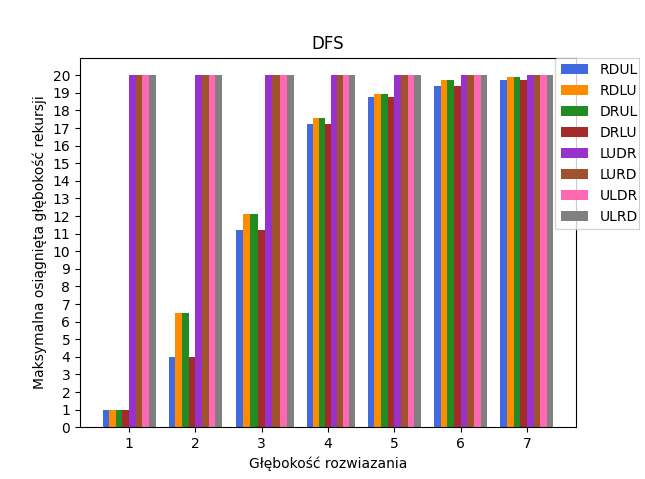 DFS
Maksymalna osiągnięta głębokość rekursji
20
19
18
17
16
15
14
13
12
11
10
9
8
7
6
5
4
3
2
1
0
1 2 3 4 5 6 7
Głębokość rozwiazania
RDUL
RDLU
DRUL
DRLU
LUDR
LURD
ULDR
ULRD